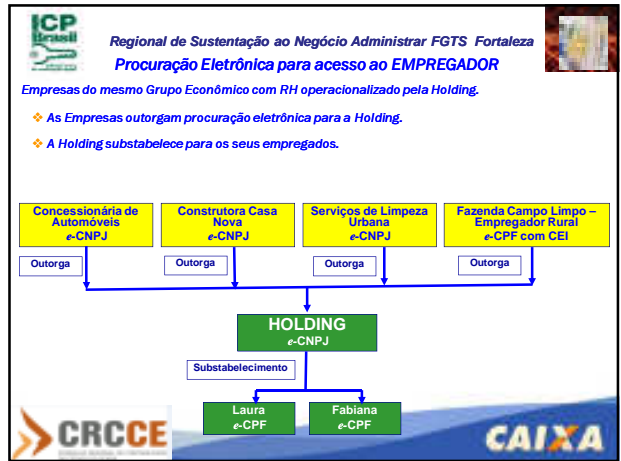 ICP
Brasil
Regional de Sustentação ao Negócio Administrar FGTS Fortaleza
Procuração Eletrônica para acesso ao EMPREGADOR
Empresas do mesmo Grupo Econômico com RH operacionalizado pela Holding.
As Empresas outorgam procuração eletrônica para a Holding.
A Holding substabelece para os seus empregados.
Concessionária de
Automóveis
e-CNPJ
Construtora Casa
Nova
e-CNPJ
Serviços de Limpeza
Urbana
e-CNPJ
Fazenda Campo Limpo –
Empregador Rural
e-CPF com CEI
Outorga
Outorga
Outorga
Outorga
HOLDING
e-CNPJ
Substabelecimento
Laura
e-CPF
Fabiana
e-CPF
CRCCE
CAIXA